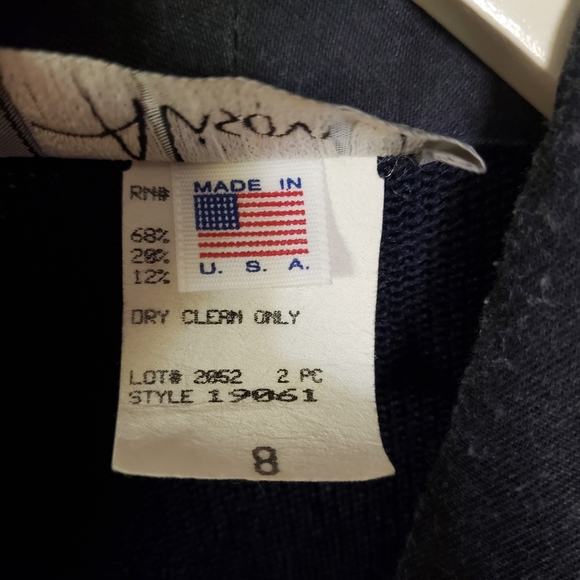 RN#
MADE IN
U. S. A.
68%
20%
12%
DRY CLEAN ONLY
LOT# 2052 2 PC
STYLE 19061
8